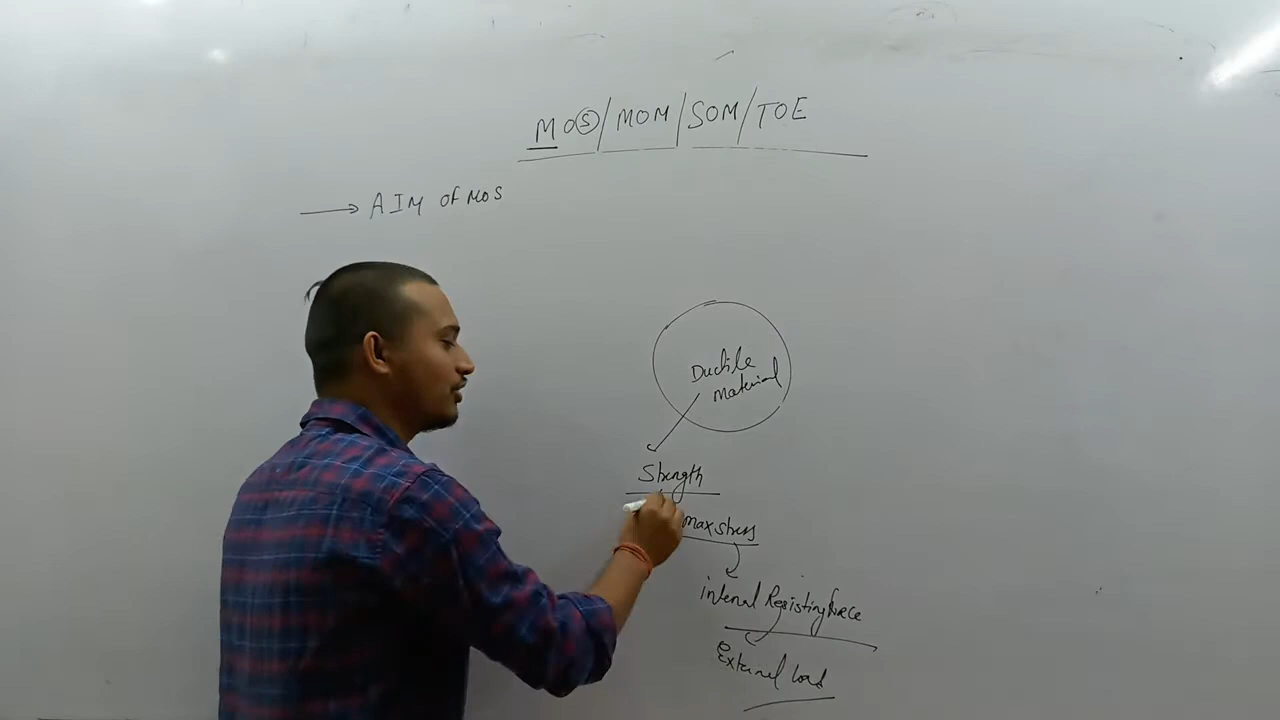 MOS/MOM/SOM/TOE
→ AIM OF MOS
Ductile
Material
Strength
max stress
internal Resisting force
External load